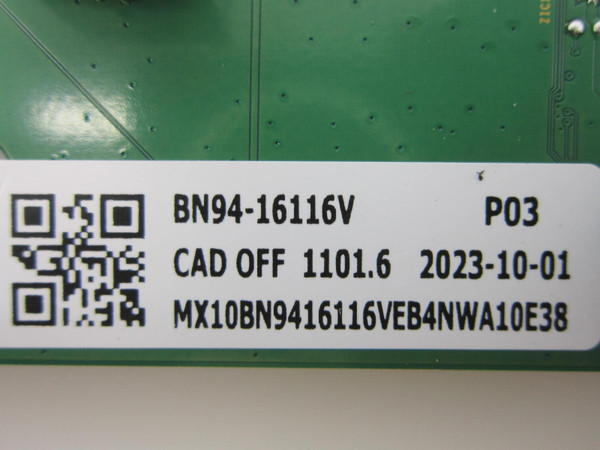 BN94-16116V P03
CAD OFF 1101.6 2023-10-01
MX10BN9416116VEB4NWA10E38